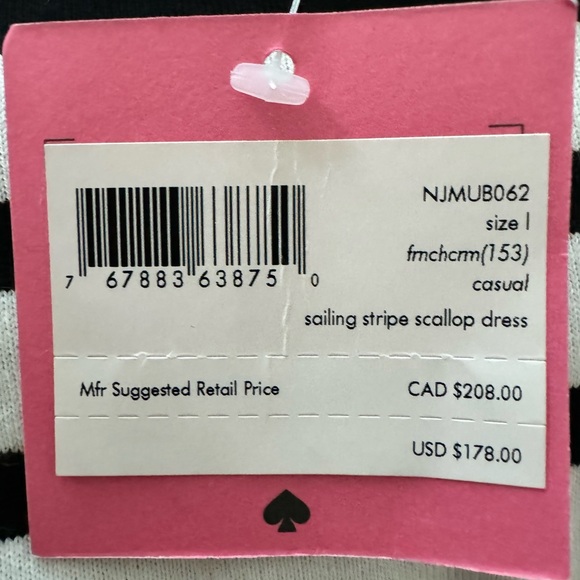 NJMUB062
size l
frnchcrm(153)
casual
7 67883 63875 0
sailing stripe scallop dress
Mfr Suggested Retail Price CAD $208.00
USD $178.00